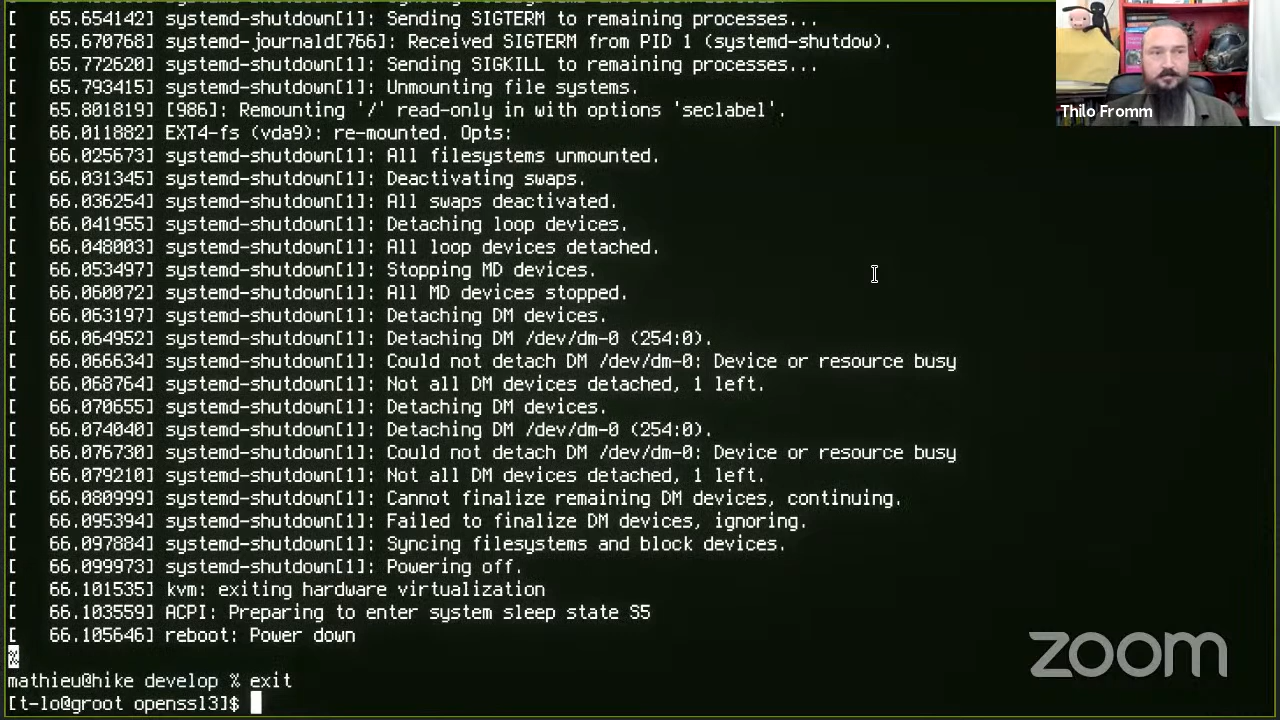 [   65.654142] systemd-shutdown[1]: Sending SIGTERM to remaining processes...
[   65.670768] systemd-journald[766]: Received SIGTERM from PID 1 (systemd-shutdow).
[   65.772620] systemd-shutdown[1]: Sending SIGKILL to remaining processes...
[   65.793415] systemd-shutdown[1]: Unmounting file systems.
[   65.801819] [986]: Remounting '/' read-only in with options 'seclabel'.
[   66.011882] EXT4-fs (vda9): re-mounted. Opts:
[   66.025673] systemd-shutdown[1]: All filesystems unmounted.
[   66.031345] systemd-shutdown[1]: Deactivating swaps.
[   66.036254] systemd-shutdown[1]: All swaps deactivated.
[   66.041955] systemd-shutdown[1]: Detaching loop devices.
[   66.048003] systemd-shutdown[1]: All loop devices detached.
[   66.053497] systemd-shutdown[1]: Stopping MD devices.
[   66.060072] systemd-shutdown[1]: All MD devices stopped.
[   66.063197] systemd-shutdown[1]: Detaching DM devices.
[   66.064952] systemd-shutdown[1]: Detaching DM /dev/dm-0 (254:0).
[   66.066634] systemd-shutdown[1]: Could not detach DM /dev/dm-0: Device or resource busy
[   66.068764] systemd-shutdown[1]: Not all DM devices detached, 1 left.
[   66.070655] systemd-shutdown[1]: Detaching DM devices.
[   66.074040] systemd-shutdown[1]: Detaching DM /dev/dm-0 (254:0).
[   66.076730] systemd-shutdown[1]: Could not detach DM /dev/dm-0: Device or resource busy
[   66.079210] systemd-shutdown[1]: Not all DM devices detached, 1 left.
[   66.080999] systemd-shutdown[1]: Cannot finalize remaining DM devices, continuing.
[   66.095394] systemd-shutdown[1]: Failed to finalize DM devices, ignoring.
[   66.097884] systemd-shutdown[1]: Syncing filesystems and block devices.
[   66.099973] systemd-shutdown[1]: Powering off.
[   66.101535] kvm: exiting hardware virtualization
[   66.103559] ACPI: Preparing to enter system sleep state S5
[   66.105646] reboot: Power down
%
mathieu@hike develop % exit
[t-lo@groot openssl3]$
Thilo Fromm
zoom